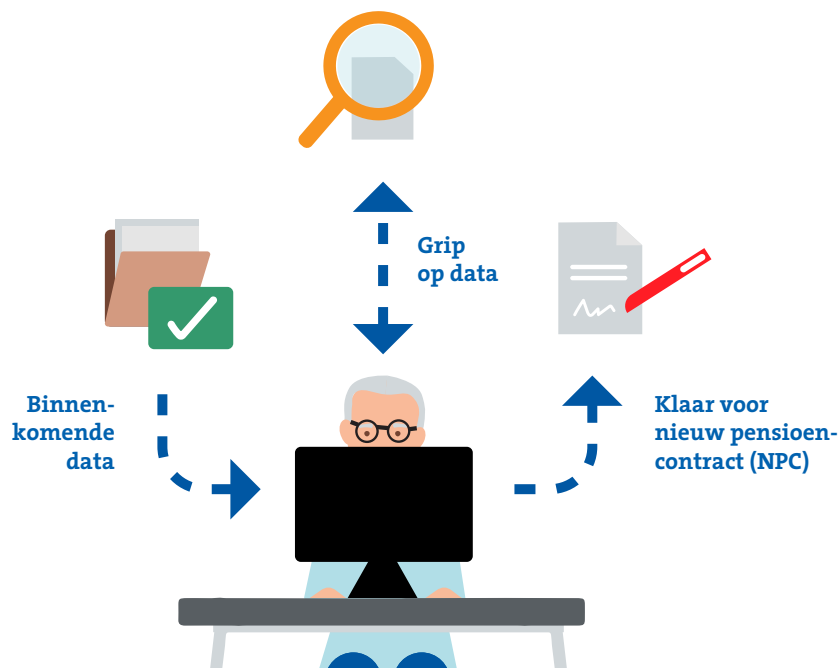 Grip
op data
Binnen-
komende
data
Klaar voor
nieuw pensioen-
contract (NPC)